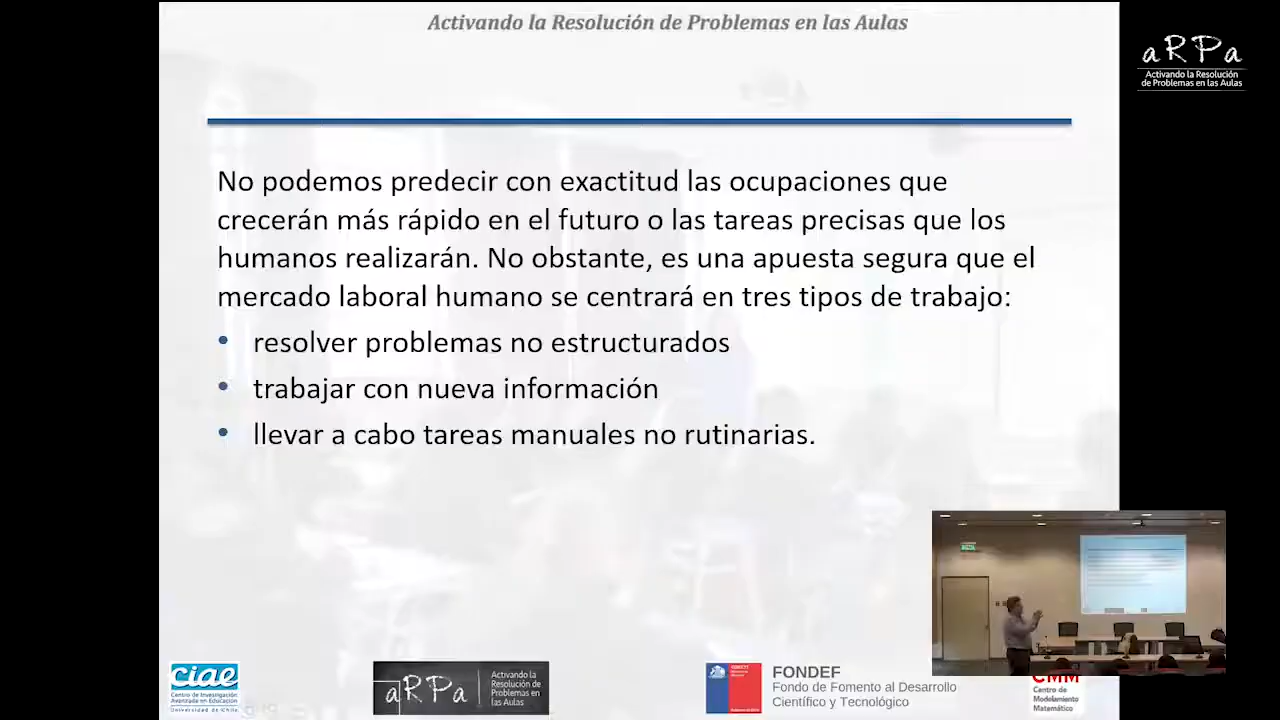 Activando la Resolución de Problemas en las Aulas
aRPa
Activando la Resolución
de Problemas en las Aulas
No podemos predecir con exactitud las ocupaciones que
crecerán más rápido en el futuro o las tareas precisas que los
humanos realizarán. No obstante, es una apuesta segura que el
mercado laboral humano se centrará en tres tipos de trabajo:
• resolver problemas no estructurados
• trabajar con nueva información
• llevar a cabo tareas manuales no rutinarias.
ciae
Centro de Investigación
Avanzada en Educación
Universidad de Chile
aRPa
Activando la
Resolución de
Problemas en
las Aulas
FONDEF
Fondo de Fomento al Desarrollo
Científico y Tecnológico
CMM
Centro de
Modelamiento
Matemático